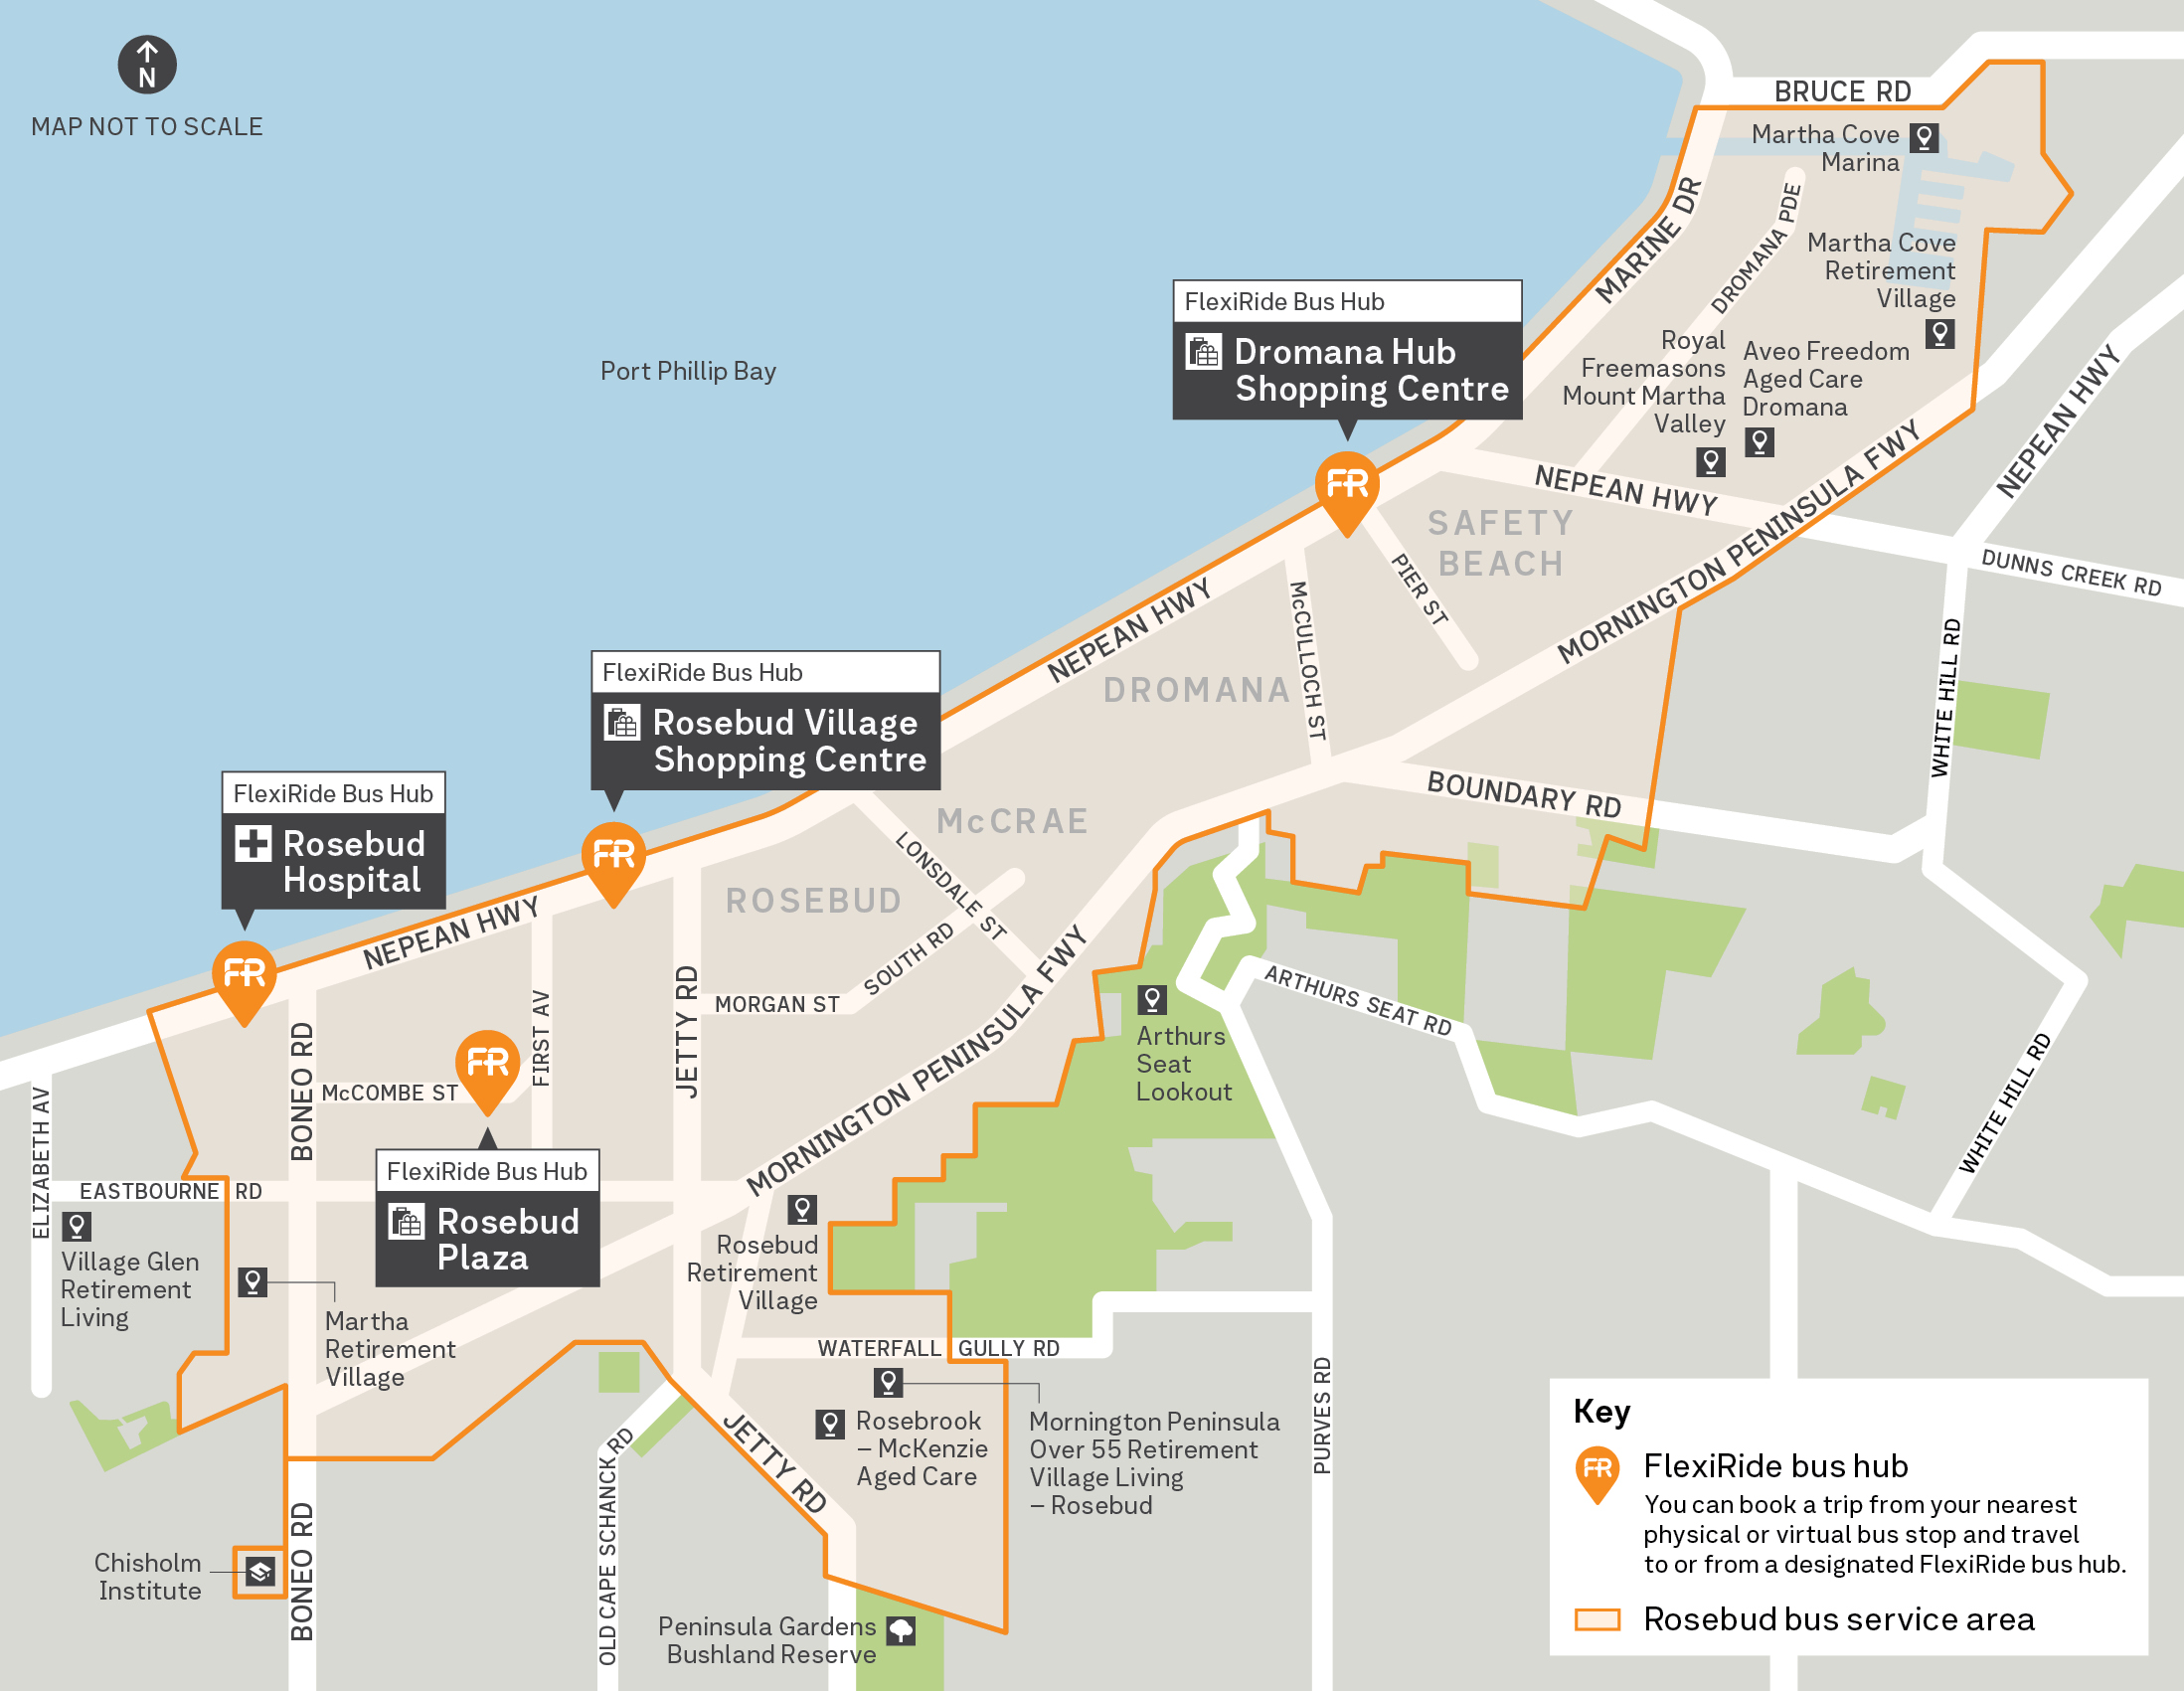 N
MAP NOT TO SCALE
BRUCE RD
Martha Cove
Marina
MARINE DR
DROMANA PDE
Martha Cove
Retirement
Village
FlexiRide Bus Hub
Dromana Hub
Shopping Centre
Royal
Freemasons
Mount Martha
Valley
Aveo Freedom
Aged Care
Dromana
Port Phillip Bay
FR
NEPEAN HWY
NEPEAN HWY
SAFETY
BEACH
MORNINGTON PENINSULA FWY
DUNNS CREEK RD
PIER ST
McCULLOCH ST
NEPEAN HWY
WHITE HILL RD
DROMANA
FlexiRide Bus Hub
Rosebud Village
Shopping Centre
BOUNDARY RD
FlexiRide Bus Hub
Rosebud
Hospital
McCRAE
FR
LONSDALE ST
ROSEBUD
NEPEAN HWY
FR
SOUTH RD
MORGAN ST
JETTY RD
FIRST AV
BONEO RD
McCOMBE ST
FR
MORNINGTON PENINSULA FWY
ARTHURS SEAT RD
Arthurs
Seat
Lookout
WHITE HILL RD
ELIZABETH AV
EASTBOURNE RD
FlexiRide Bus Hub
Rosebud
Plaza
Village Glen
Retirement
Living
Martha
Retirement
Village
Rosebud
Retirement
Village
WATERFALL GULLY RD
Rosebrook
– McKenzie
Aged Care
Mornington Peninsula
Over 55 Retirement
Village Living
– Rosebud
PURVES RD
JETTY RD
OLD CAPE SCHANCK RD
BONEO RD
Chisholm
Institute
Peninsula Gardens
Bushland Reserve
Key
FR
FlexiRide bus hub
You can book a trip from your nearest
physical or virtual bus stop and travel
to or from a designated FlexiRide bus hub.
Rosebud bus service area